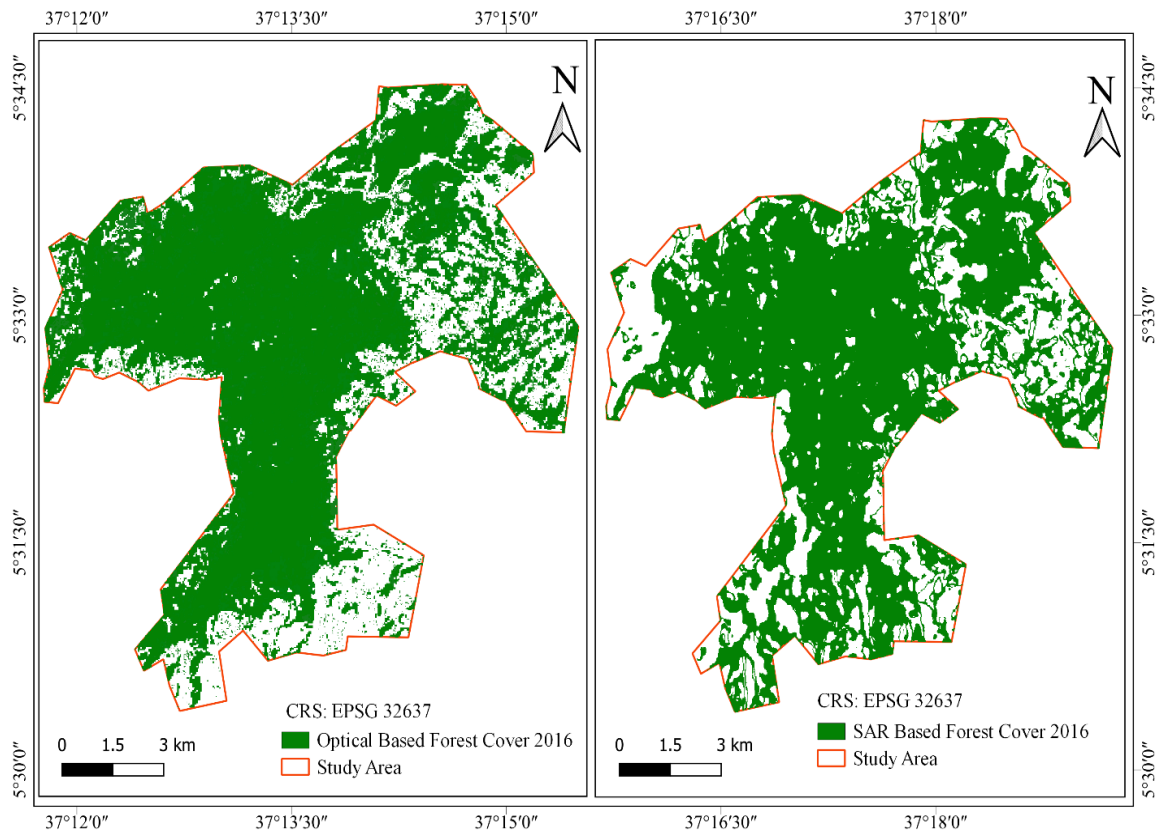 37°12′0″ 37°13′30″ 37°15′0″ 37°16′30″ 37°18′0″
5°34′30″
5°33′0″
5°31′30″
5°30′0″
N
CRS: EPSG 32637
0 1.5 3 km
Optical Based Forest Cover 2016
Study Area
N
CRS: EPSG 32637
0 1.5 3 km
SAR Based Forest Cover 2016
Study Area
5°34′30″
5°33′0″
5°31′30″
5°30′0″
37°12′0″ 37°13′30″ 37°15′0″ 37°16′30″ 37°18′0″